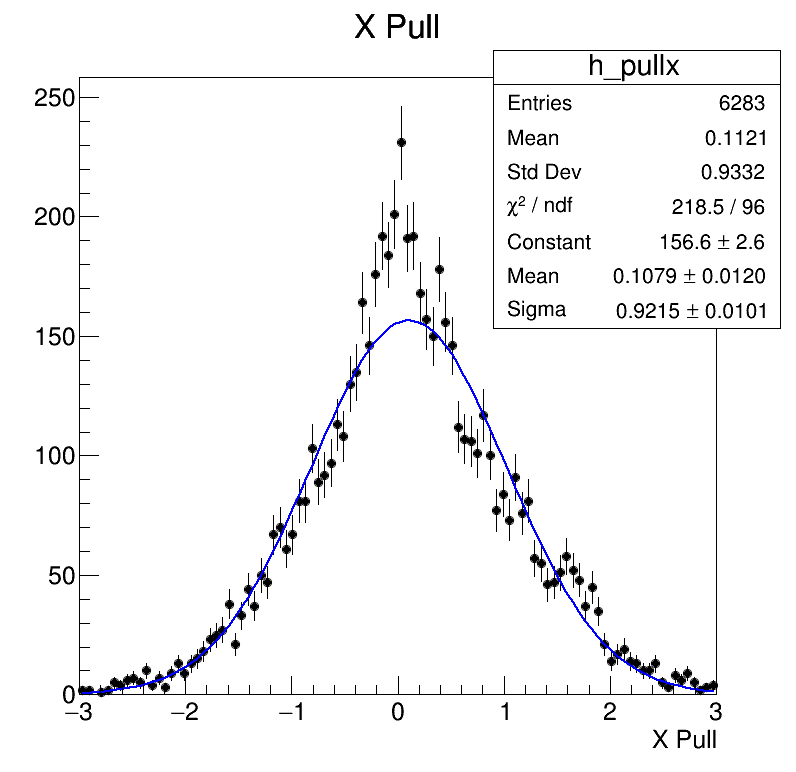 X Pull
h_pullx
Entries 6283
Mean 0.1121
Std Dev 0.9332
χ² / ndf 218.5 / 96
Constant 156.6 ± 2.6
Mean 0.1079 ± 0.0120
Sigma 0.9215 ± 0.0101
250
200
150
100
50
0
−3 −2 −1 0 1 2 3
X Pull